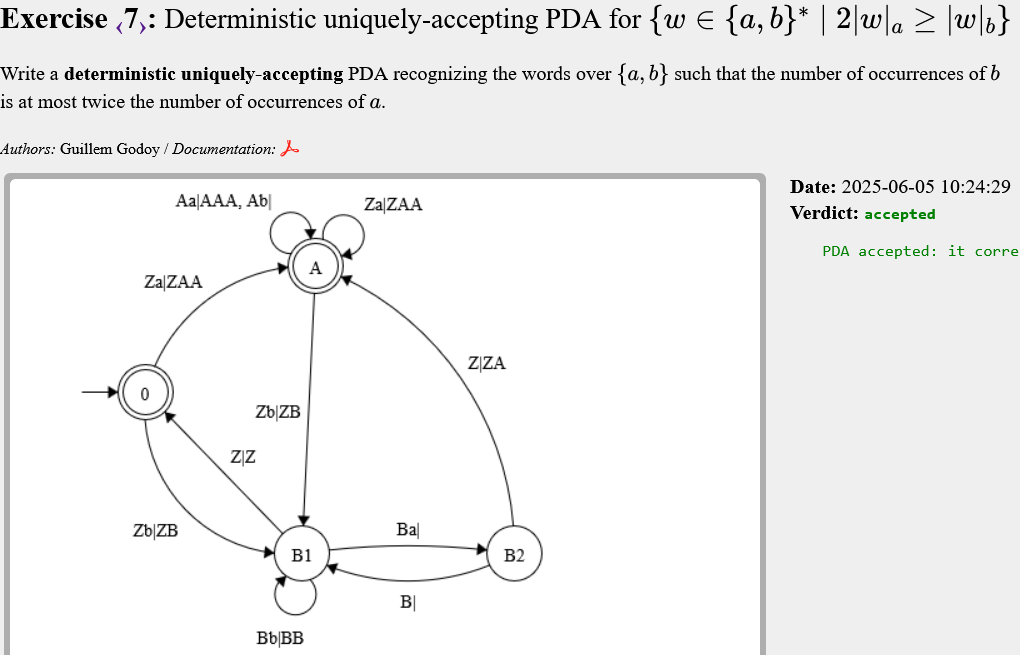 Exercise ‹7›: Deterministic uniquely-accepting PDA for {w ∈ {a, b}* | 2|w|a ≥ |w|b}
Write a deterministic uniquely-accepting PDA recognizing the words over {a, b} such that the number of occurrences of b
is at most twice the number of occurrences of a.
Authors: Guillem Godoy / Documentation:
Date: 2025-06-05 10:24:29
Verdict: accepted
PDA accepted: it corre
Aa|AAA, Ab|
Za|ZAA
A
Za|ZAA
Z|ZA
0
Zb|ZB
Z|Z
Zb|ZB
Ba|
B1
B2
B|
Bb|BB